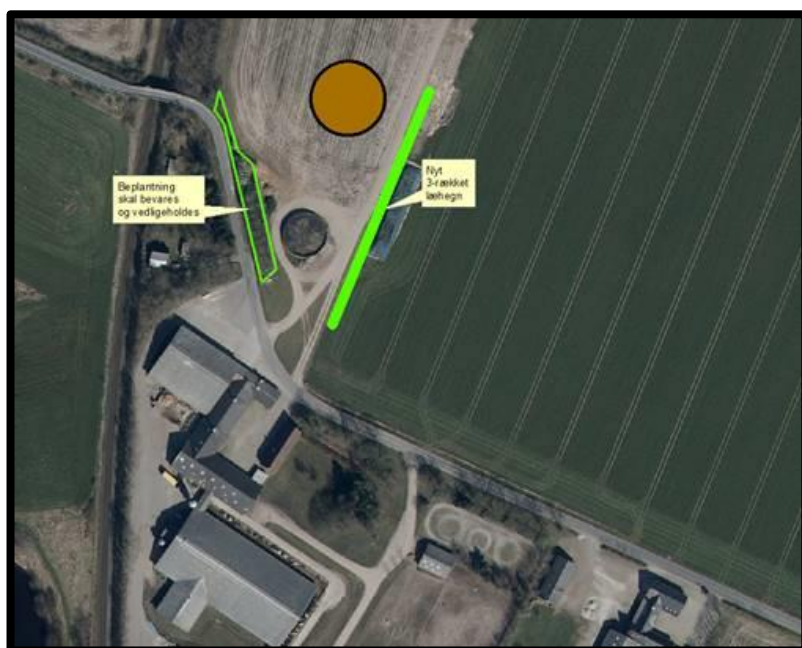 Beplantning
skal bevares
og vedligeholdes
Nyt
3-rækket
læhegn